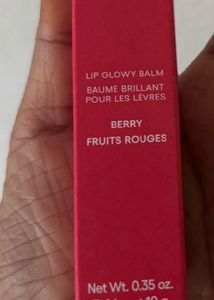 LIP GLOWY BALM
BAUME BRILLANT
POUR LES LÈVRES
BERRY
FRUITS ROUGES
Net Wt. 0.35 oz.